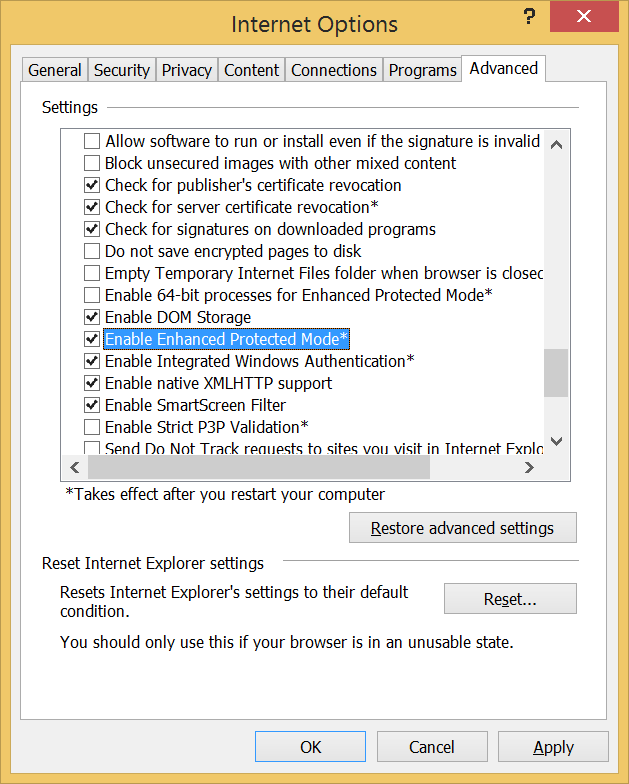 Internet Options
?
General Security Privacy Content Connections Programs Advanced
Settings
Allow software to run or install even if the signature is invalid
Block unsecured images with other mixed content
Check for publisher's certificate revocation
Check for server certificate revocation*
Check for signatures on downloaded programs
Do not save encrypted pages to disk
Empty Temporary Internet Files folder when browser is closed
Enable 64-bit processes for Enhanced Protected Mode*
Enable DOM Storage
Enable Enhanced Protected Mode*
Enable Integrated Windows Authentication*
Enable native XMLHTTP support
Enable SmartScreen Filter
Enable Strict P3P Validation*
Send Do Not Track requests to sites you visit in Internet Explo
*Takes effect after you restart your computer
Restore advanced settings
Reset Internet Explorer settings
Resets Internet Explorer's settings to their default
condition.
Reset...
You should only use this if your browser is in an unusable state.
OK Cancel Apply